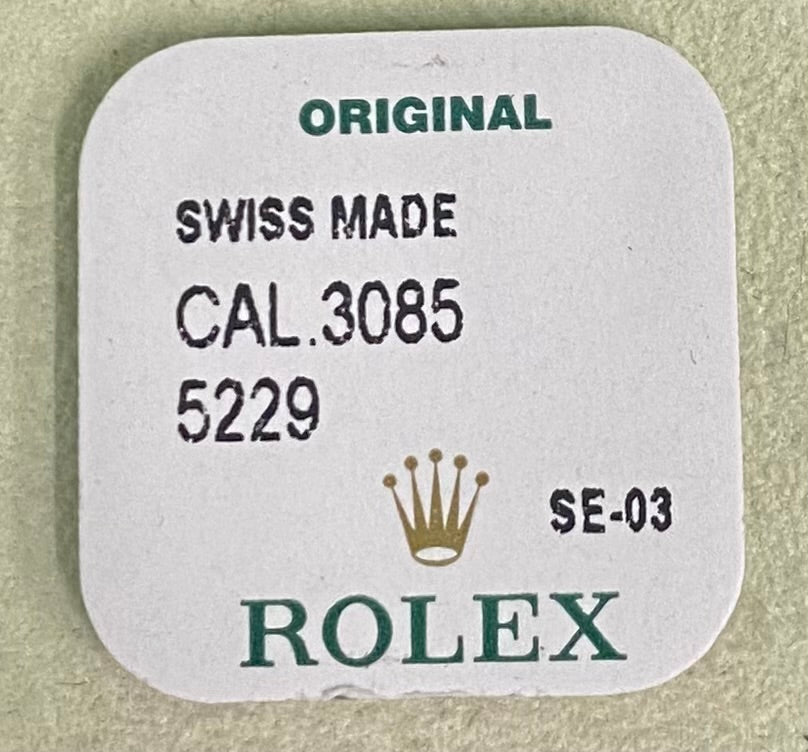 ORIGINAL
SWISS MADE
CAL.3085
5229
SE-03
ROLEX